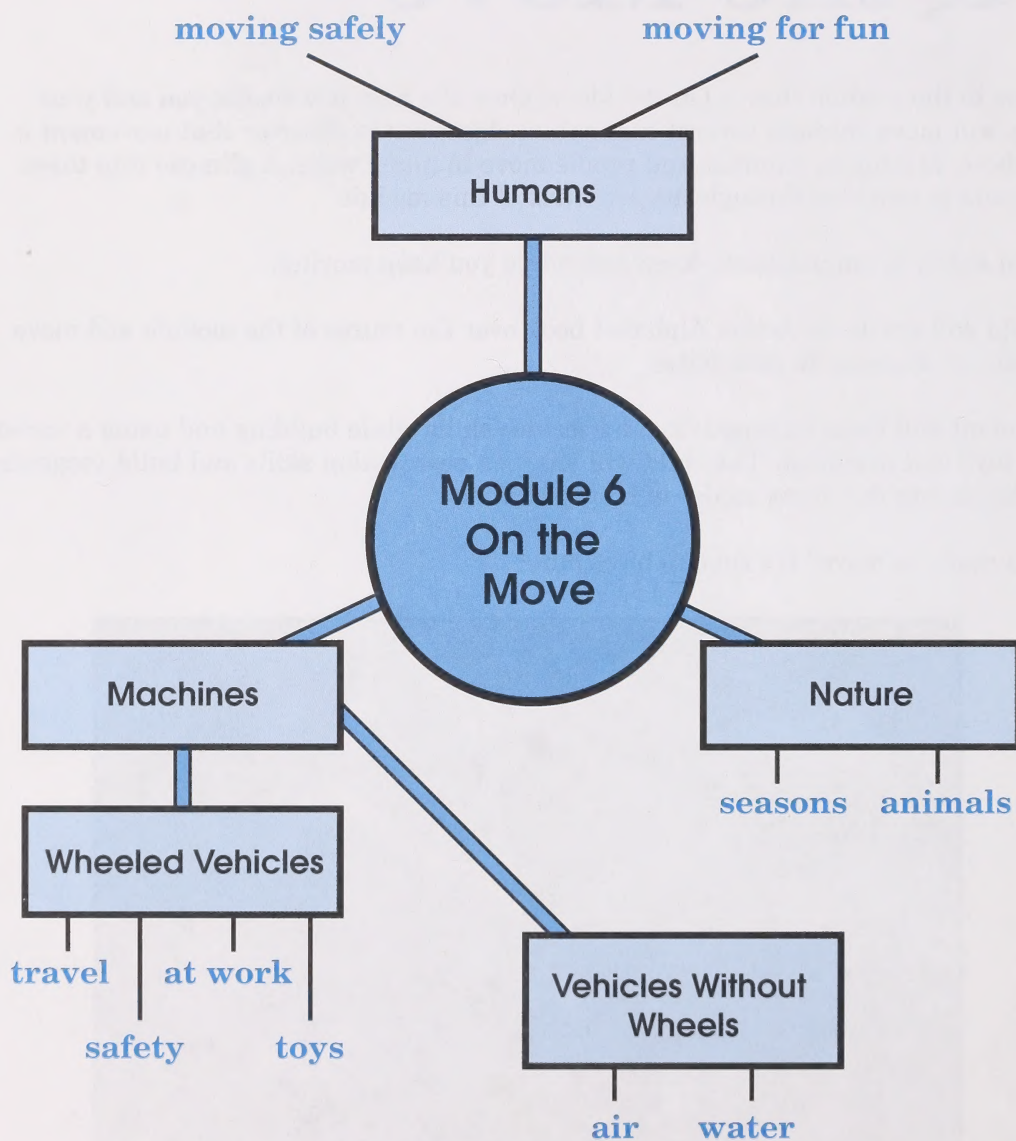 moving safely
moving for fun
Humans
Module 6
On the
Move
Machines
Nature
seasons
animals
Wheeled Vehicles
travel
at work
safety
toys
Vehicles Without
Wheels
air
water